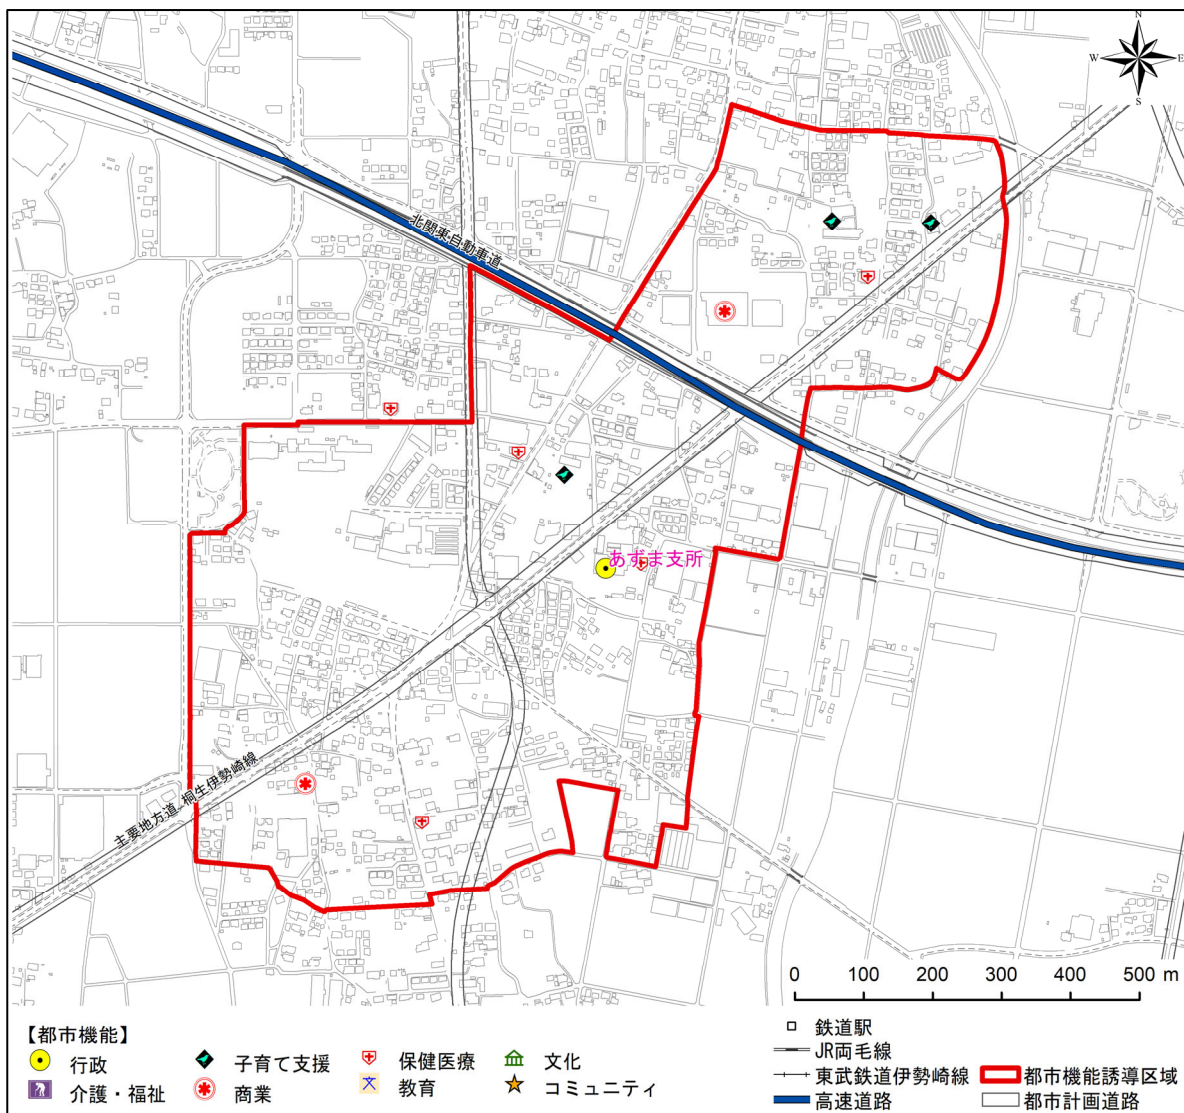 N
W
E
S
北関東自動車道
あずま支所
主要地方道 桐生伊勢崎線
0 100 200 300 400 500 m
【都市機能】
行政
子育て支援
保健医療
文化
介護・福祉
商業
教育
コミュニティ
鉄道駅
JR両毛線
東武鉄道伊勢崎線
都市機能誘導区域
高速道路
都市計画道路